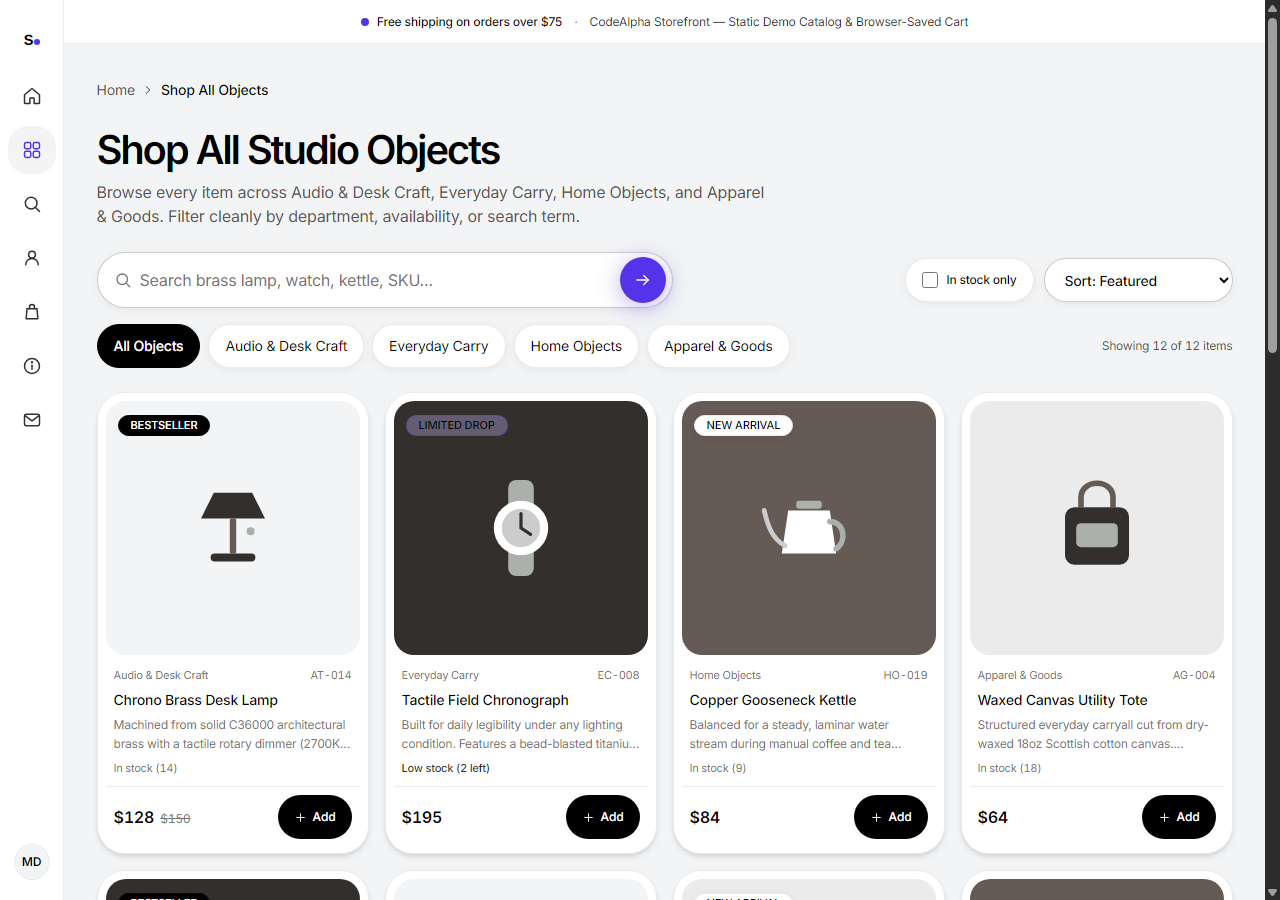 S.
Free shipping on orders over $75 · CodeAlpha Storefront — Static Demo Catalog & Browser-Saved Cart
Home > Shop All Objects
Shop All Studio Objects
Browse every item across Audio & Desk Craft, Everyday Carry, Home Objects, and Apparel
& Goods. Filter cleanly by department, availability, or search term.
Search brass lamp, watch, kettle, SKU...
In stock only
Sort: Featured
All Objects
Audio & Desk Craft
Everyday Carry
Home Objects
Apparel & Goods
Showing 12 of 12 items
BESTSELLER
Audio & Desk Craft AT-014
Chrono Brass Desk Lamp
Machined from solid C36000 architectural
brass with a tactile rotary dimmer (2700K...
In stock (14)
$128 $150
+ Add
LIMITED DROP
Everyday Carry EC-008
Tactile Field Chronograph
Built for daily legibility under any lighting
condition. Features a bead-blasted titaniu...
Low stock (2 left)
$195
+ Add
NEW ARRIVAL
Home Objects HO-019
Copper Gooseneck Kettle
Balanced for a steady, laminar water
stream during manual coffee and tea...
In stock (9)
$84
+ Add
Apparel & Goods AG-004
Waxed Canvas Utility Tote
Structured everyday carryall cut from dry-
waxed 18oz Scottish cotton canvas....
In stock (18)
$64
+ Add
MD
BESTSELLER
NEW ARRIVAL